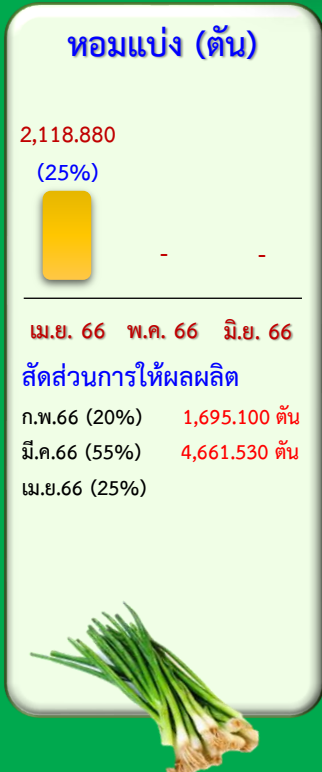 หอมแบ่ง (ตัน)
2,118.880
(25%)
- -
เม.ย. 66 พ.ค. 66 มิ.ย. 66
สัดส่วนการให้ผลผลิต
ก.พ.66 (20%) 1,695.100 ตัน
มี.ค.66 (55%) 4,661.530 ตัน
เม.ย.66 (25%)